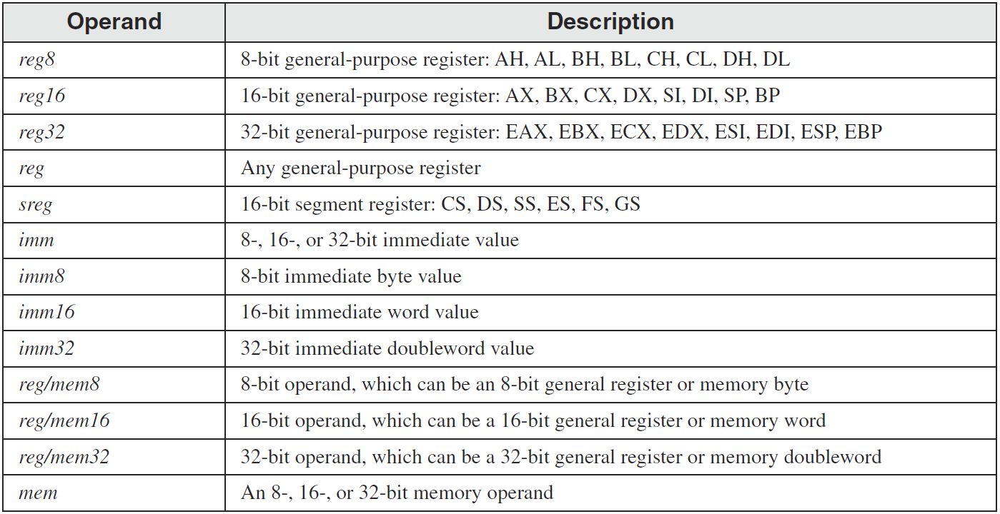 Operand Description
reg8 8-bit general-purpose register: AH, AL, BH, BL, CH, CL, DH, DL
reg16 16-bit general-purpose register: AX, BX, CX, DX, SI, DI, SP, BP
reg32 32-bit general-purpose register: EAX, EBX, ECX, EDX, ESI, EDI, ESP, EBP
reg Any general-purpose register
sreg 16-bit segment register: CS, DS, SS, ES, FS, GS
imm 8-, 16-, or 32-bit immediate value
imm8 8-bit immediate byte value
imm16 16-bit immediate word value
imm32 32-bit immediate doubleword value
reg/mem8 8-bit operand, which can be an 8-bit general register or memory byte
reg/mem16 16-bit operand, which can be a 16-bit general register or memory word
reg/mem32 32-bit operand, which can be a 32-bit general register or memory doubleword
mem An 8-, 16-, or 32-bit memory operand